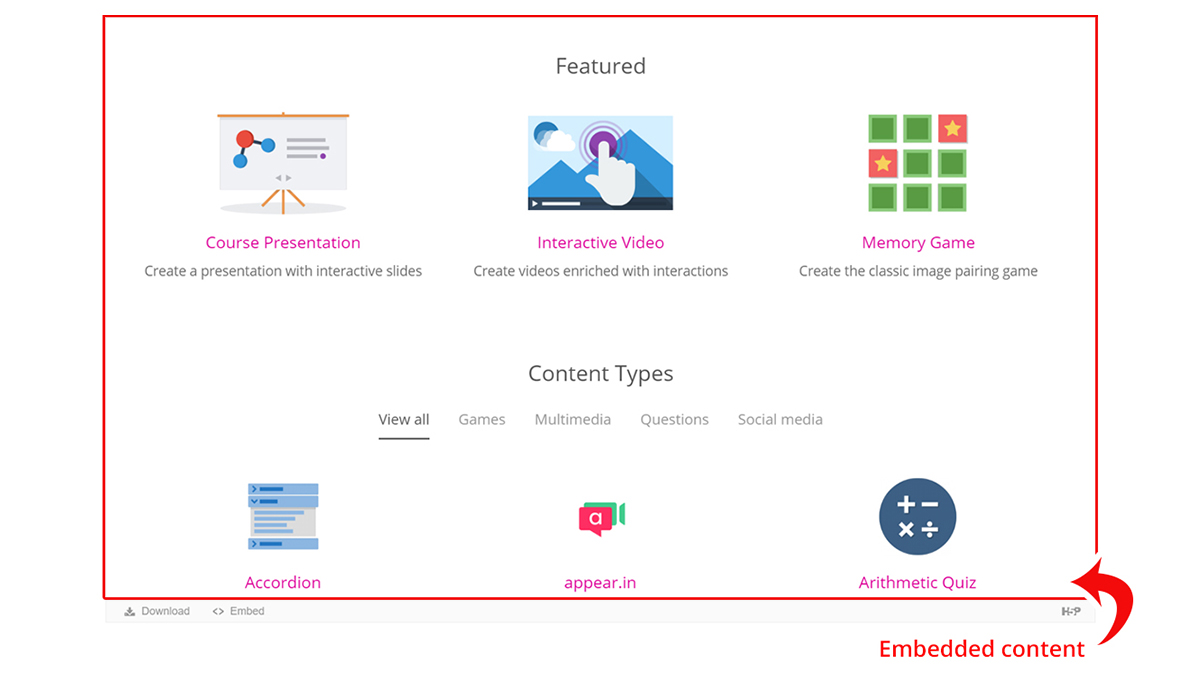 Featured
Course Presentation
Create a presentation with interactive slides
Interactive Video
Create videos enriched with interactions
Memory Game
Create the classic image pairing game
Content Types
View all Games Multimedia Questions Social media
a
Accordion
appear.in
Arithmetic Quiz
Download <> Embed
H-P
Embedded content